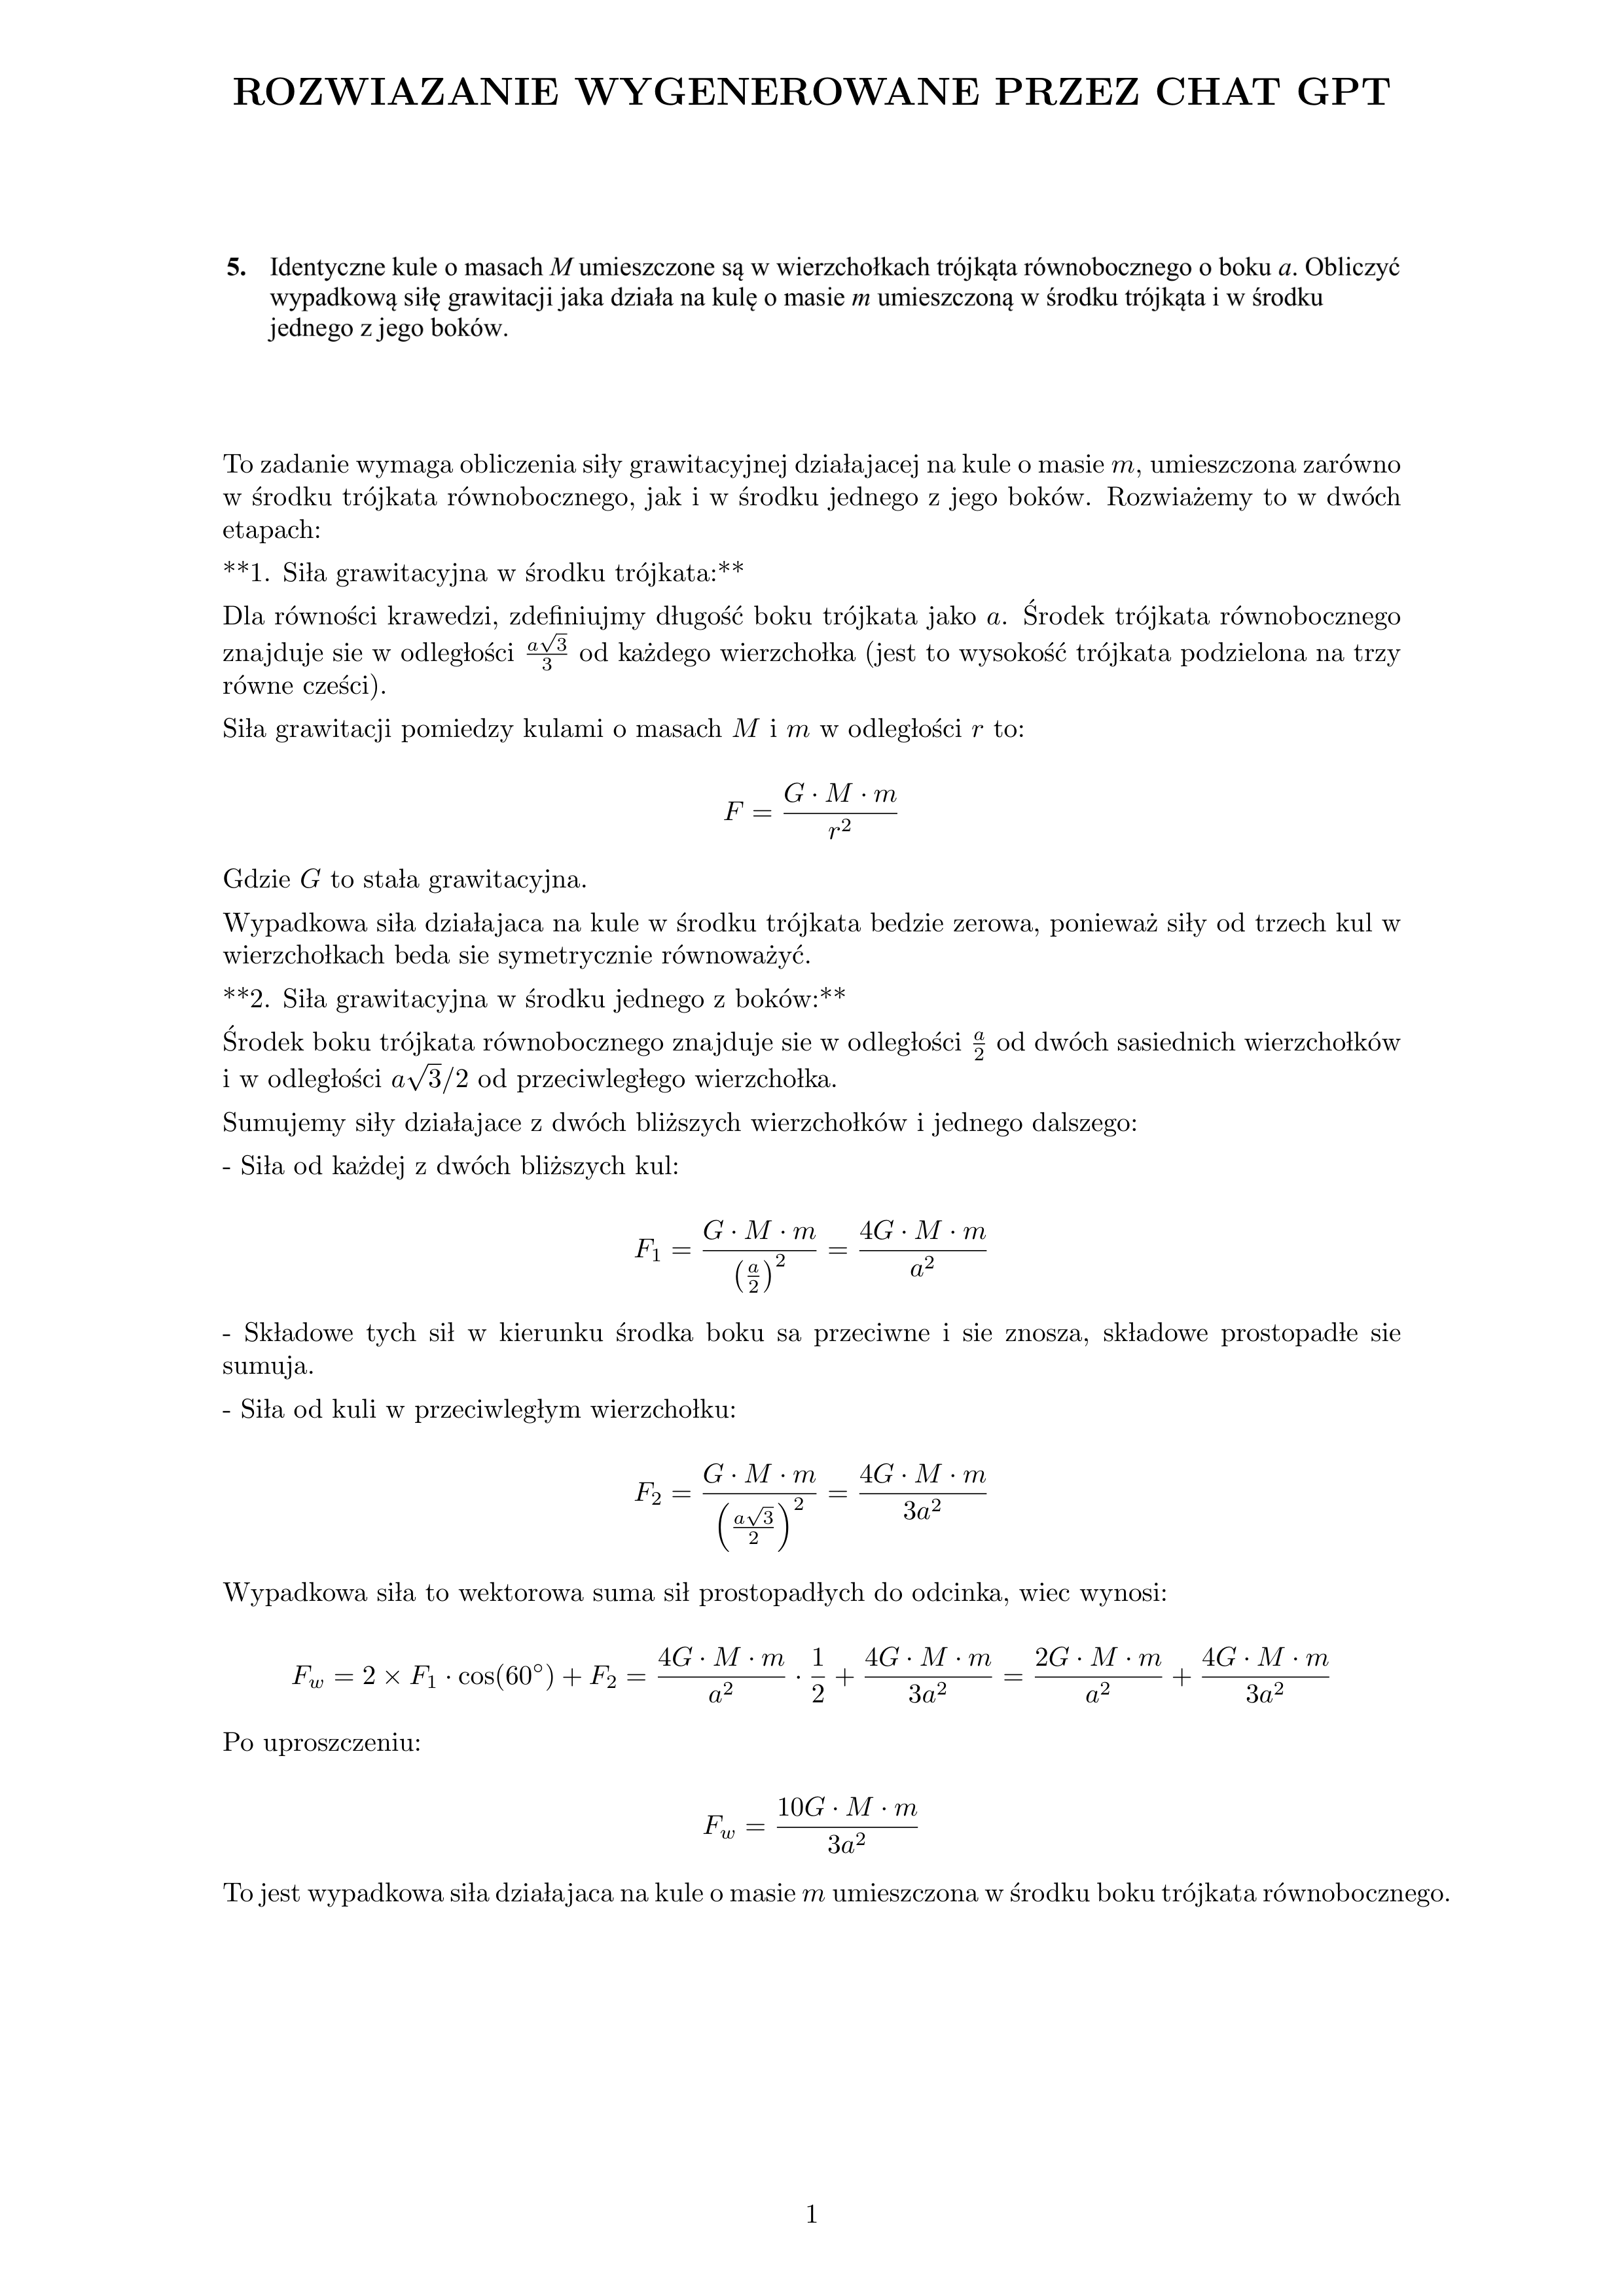 ROZWIAZANIE WYGENEROWANE PRZEZ CHAT GPT
5. Identyczne kule o masach M umieszczone są w wierzchołkach trójkąta równobocznego o boku a. Obliczyć
wypadkową siłę grawitacji jaka działa na kulę o masie m umieszczoną w środku trójkąta i w środku
jednego z jego boków.
To zadanie wymaga obliczenia siły grawitacyjnej działajacej na kule o masie m, umieszczona zarówno
w środku trójkata równobocznego, jak i w środku jednego z jego boków. Rozwiażemy to w dwóch
etapach:
**1. Siła grawitacyjna w środku trójkata:**
Dla równości krawedzi, zdefiniujmy długość boku trójkata jako a. Środek trójkata równobocznego
znajduje sie w odległości \frac{a\sqrt{3}}{3} od każdego wierzchołka (jest to wysokość trójkata podzielona na trzy
równe cześci).
Siła grawitacji pomiedzy kulami o masach M i m w odległości r to:
F = \frac{G \cdot M \cdot m}{r^2}
Gdzie G to stała grawitacyjna.
Wypadkowa siła działajaca na kule w środku trójkata bedzie zerowa, ponieważ siły od trzech kul w
wierzchołkach beda sie symetrycznie równoważyć.
**2. Siła grawitacyjna w środku jednego z boków:**
Środek boku trójkata równobocznego znajduje sie w odległości \frac{a}{2} od dwóch sasiednich wierzchołków
i w odległości a\sqrt{3}/2 od przeciwległego wierzchołka.
Sumujemy siły działajace z dwóch bliższych wierzchołków i jednego dalszego:
- Siła od każdej z dwóch bliższych kul:
F_1 = \frac{G \cdot M \cdot m}{\left(\frac{a}{2}\right)^2} = \frac{4G \cdot M \cdot m}{a^2}
- Składowe tych sił w kierunku środka boku sa przeciwne i sie znosza, składowe prostopadłe sie
sumuja.
- Siła od kuli w przeciwległym wierzchołku:
F_2 = \frac{G \cdot M \cdot m}{\left(\frac{a\sqrt{3}}{2}\right)^2} = \frac{4G \cdot M \cdot m}{3a^2}
Wypadkowa siła to wektorowa suma sił prostopadłych do odcinka, wiec wynosi:
F_w = 2 \times F_1 \cdot \cos(60^\circ) + F_2 = \frac{4G \cdot M \cdot m}{a^2} \cdot \frac{1}{2} + \frac{4G \cdot M \cdot m}{3a^2} = \frac{2G \cdot M \cdot m}{a^2} + \frac{4G \cdot M \cdot m}{3a^2}
Po uproszczeniu:
F_w = \frac{10G \cdot M \cdot m}{3a^2}
To jest wypadkowa siła działajaca na kule o masie m umieszczona w środku boku trójkata równobocznego.
1